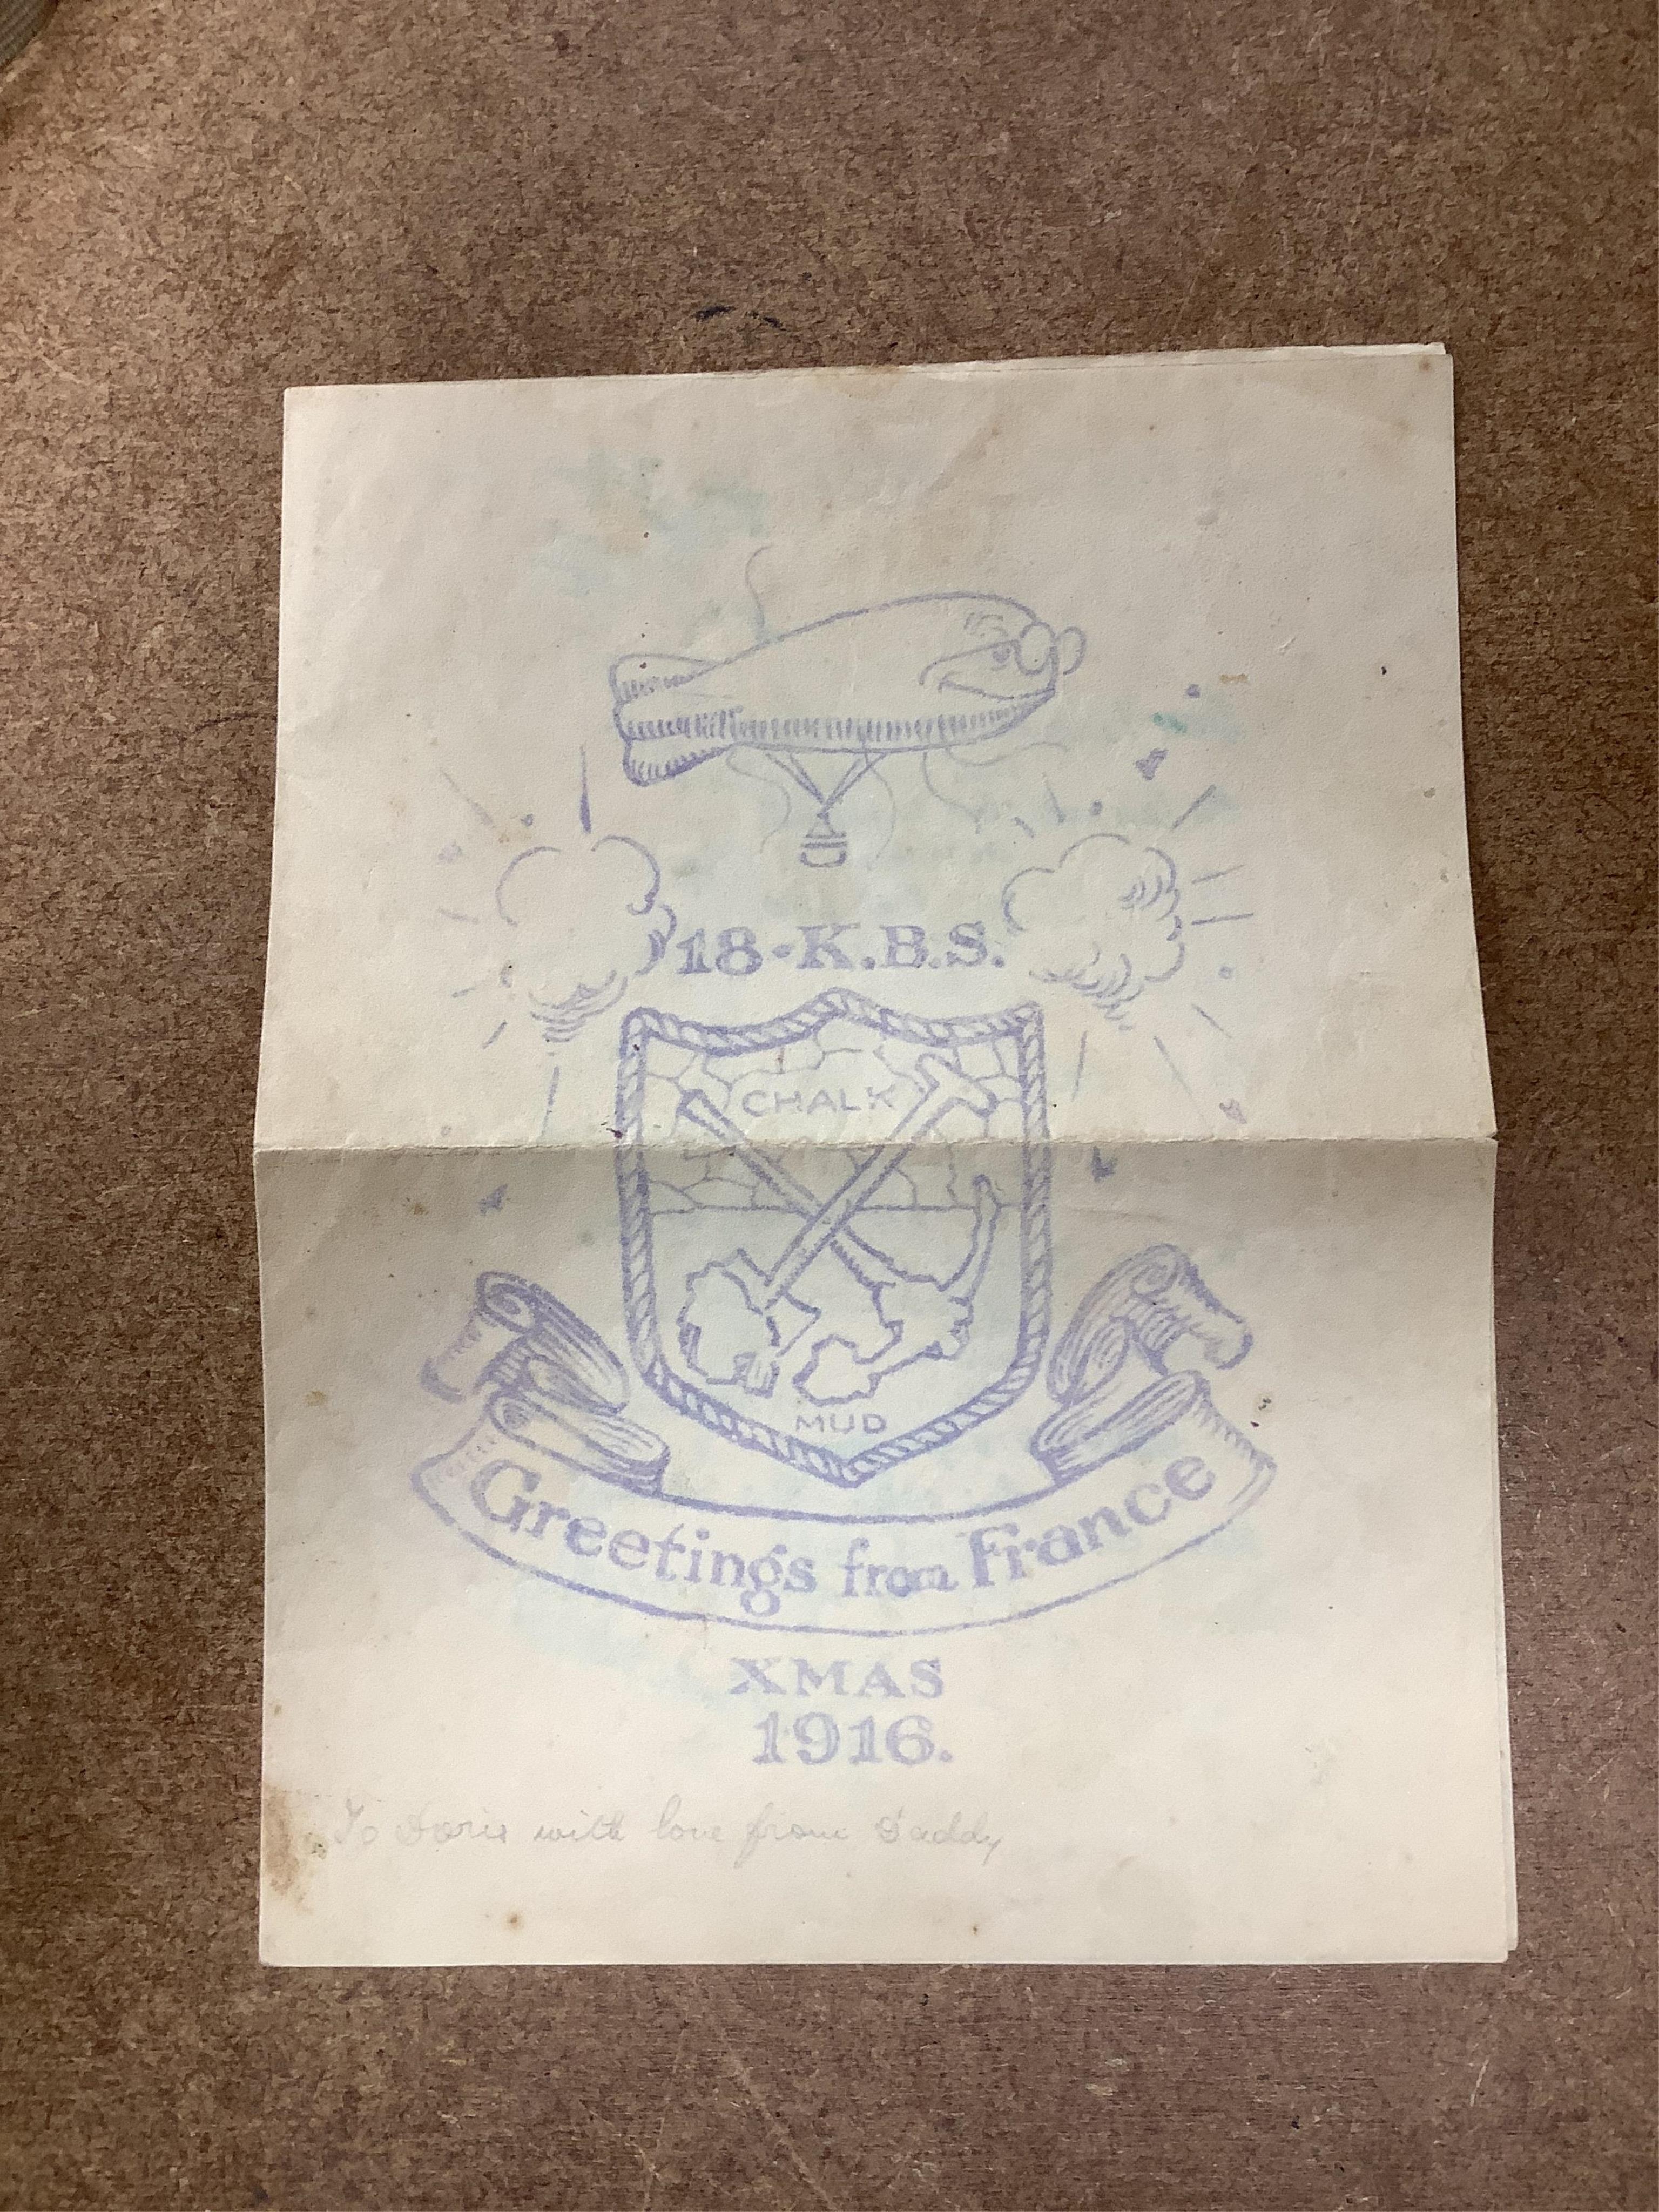 18-K.B.S.
CHALK
MUD
Greetings from France
XMAS
1916.
To Doris with love from Daddy